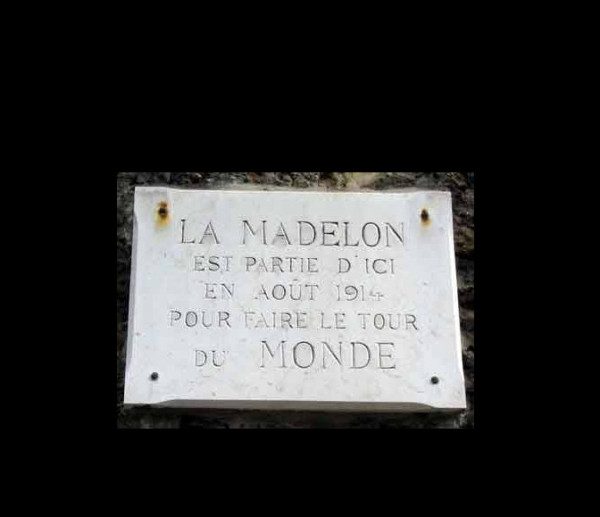 LA MADELON
EST PARTIE D'ICI
EN AOÛT 1914
POUR FAIRE LE TOUR
DU MONDE